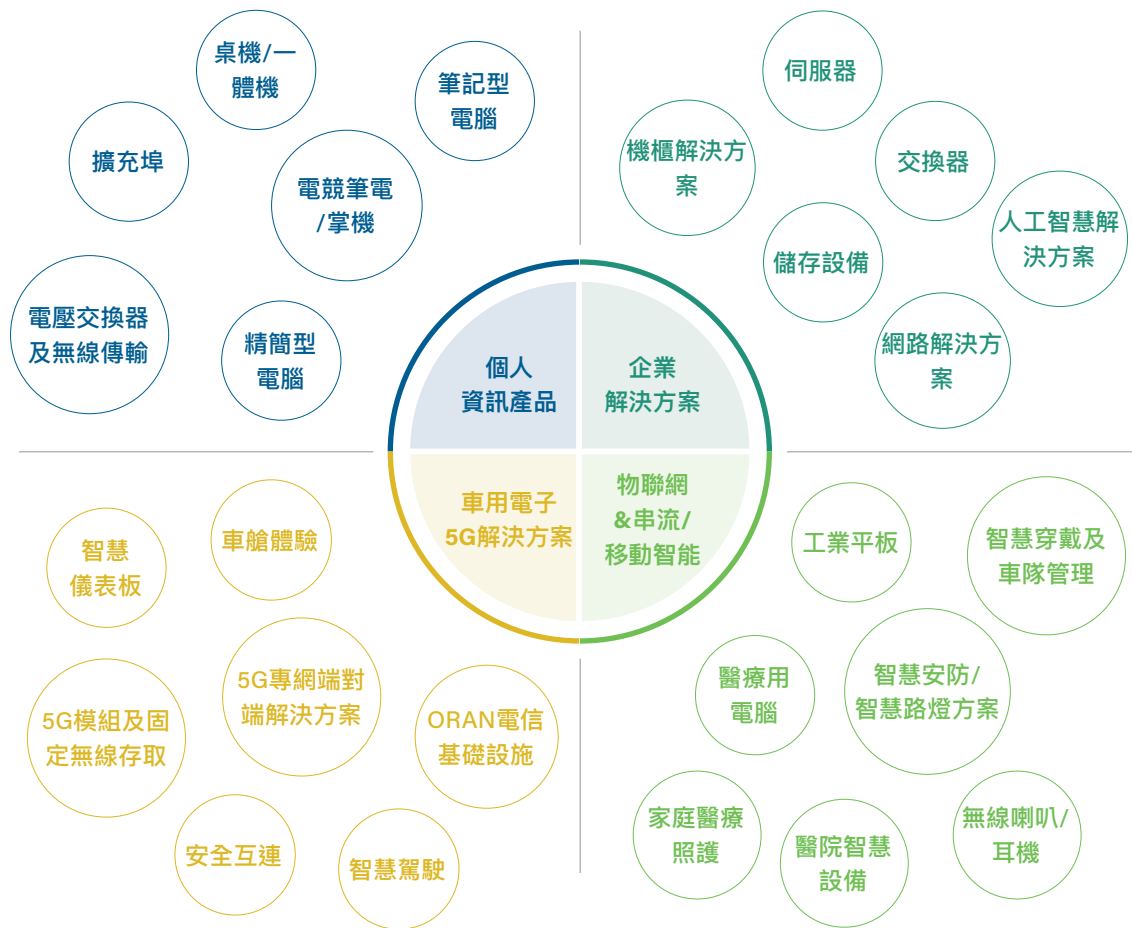 桌機/一
體機
筆記型
電腦
擴充埠
電競筆電
/掌機
電壓交換器
及無線傳輸
精簡型
電腦
伺服器
機櫃解決方
案
交換器
人工智慧解
決方案
儲存設備
網路解決方
案
個人
資訊產品
企業
解決方案
車用電子
5G解決方案
物聯網
&串流/
移動智能
智慧
儀表板
車艙體驗
5G模組及固
定無線存取
5G專網端對
端解決方案
ORAN電信
基礎設施
安全互連
智慧駕駛
工業平板
智慧穿戴及
車隊管理
醫療用
電腦
智慧安防/
智慧路燈方案
家庭醫療
照護
醫院智慧
設備
無線喇叭/
耳機